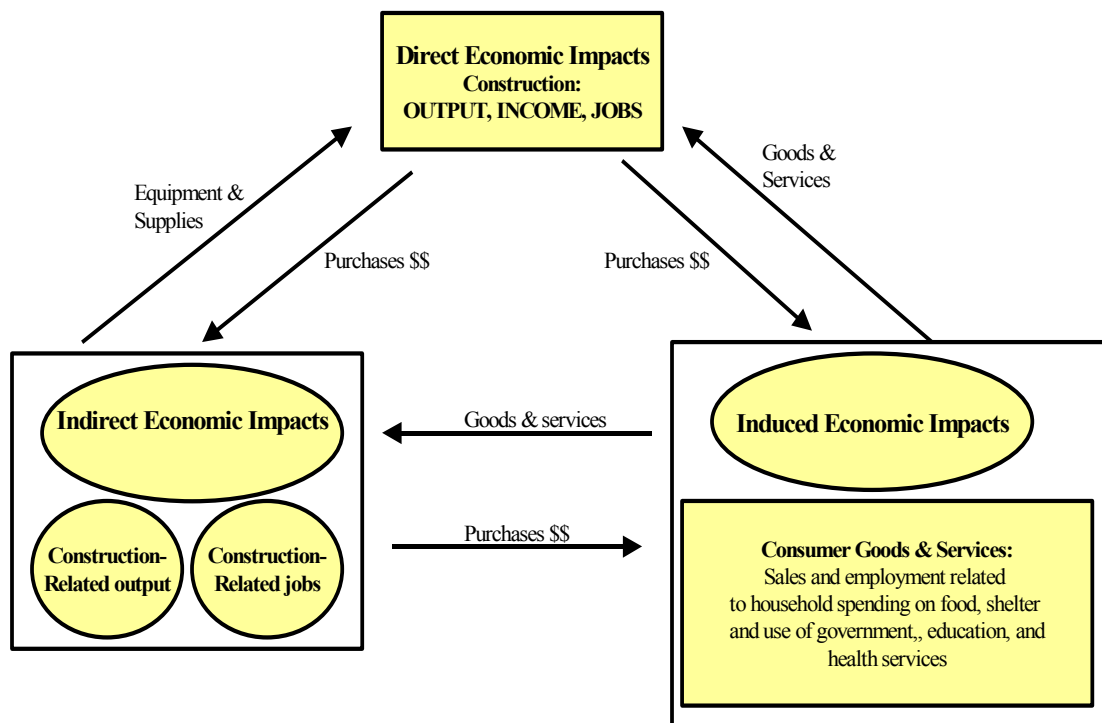 Direct Economic Impacts
Construction:
OUTPUT, INCOME, JOBS
Equipment &
Supplies
Goods &
Services
Purchases $$
Purchases $$
Indirect Economic Impacts
Goods & services
Induced Economic Impacts
Construction-
Related output
Construction-
Related jobs
Purchases $$
Consumer Goods & Services:
Sales and employment related
to household spending on food, shelter
and use of government,, education, and
health services